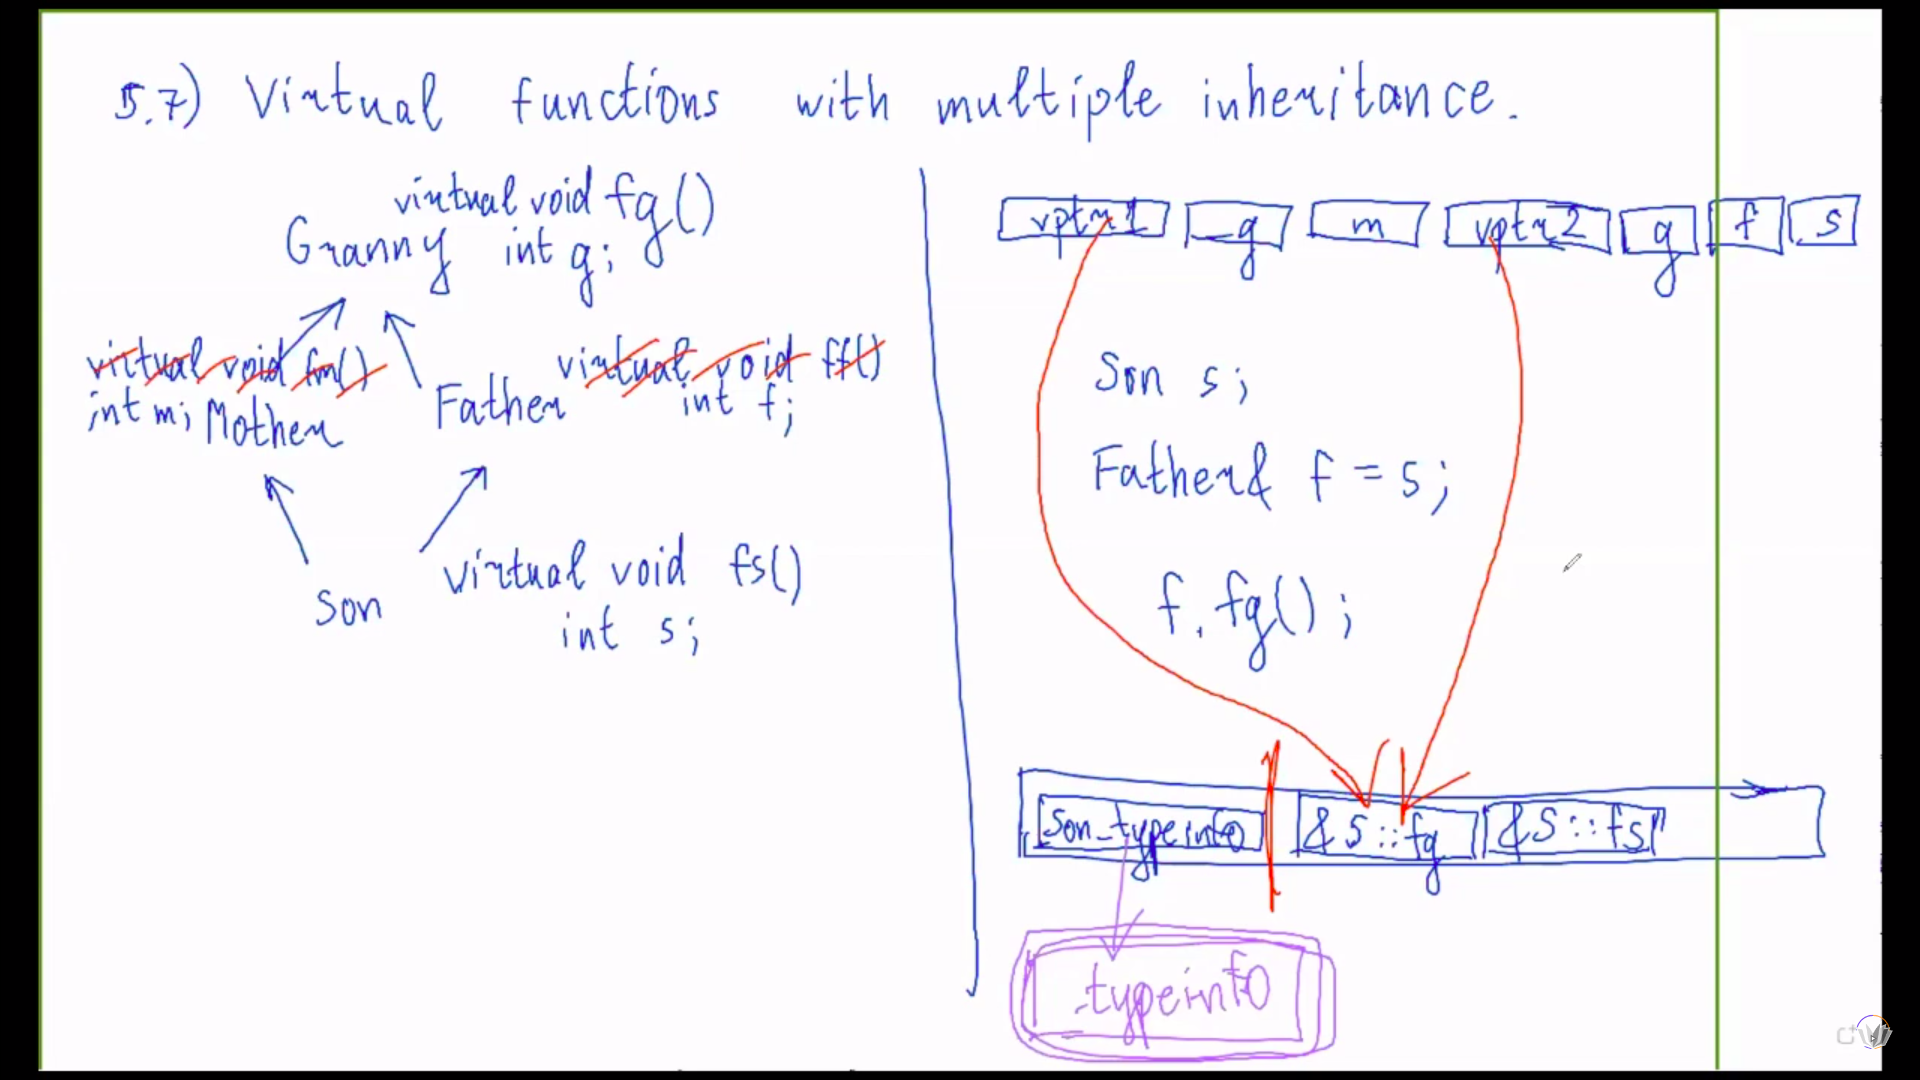 5.7) Virtual functions with multiple inheritance.
virtual void fg()
Granny int g;
virtual void fm()
int m; Mother
virtual void ff()
Father int f;
Son virtual void fs()
int s;
vptr1 g m vptr2 g f s
Son s;
Father& f = s;
f.fg();
Son_typeinfo &S::fg &S::fs
typeinfo